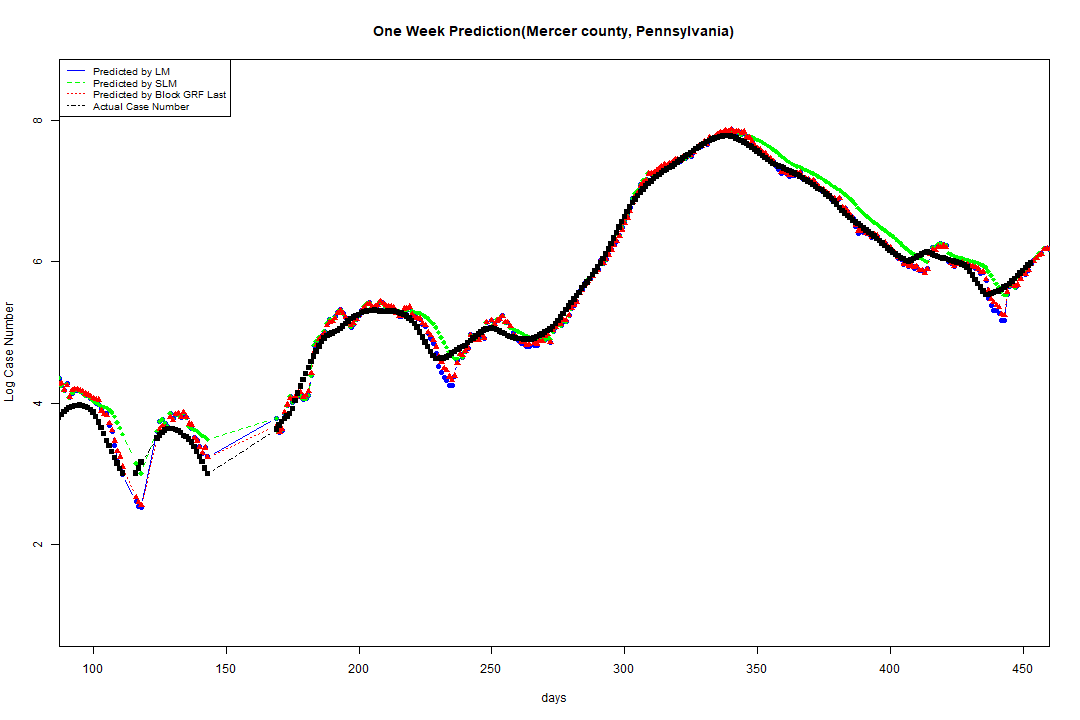 One Week Prediction(Mercer county, Pennsylvania)
Predicted by LM
Predicted by SLM
Predicted by Block GRF Last
Actual Case Number
8
6
4
2
Log Case Number
100 150 200 250 300 350 400 450
days